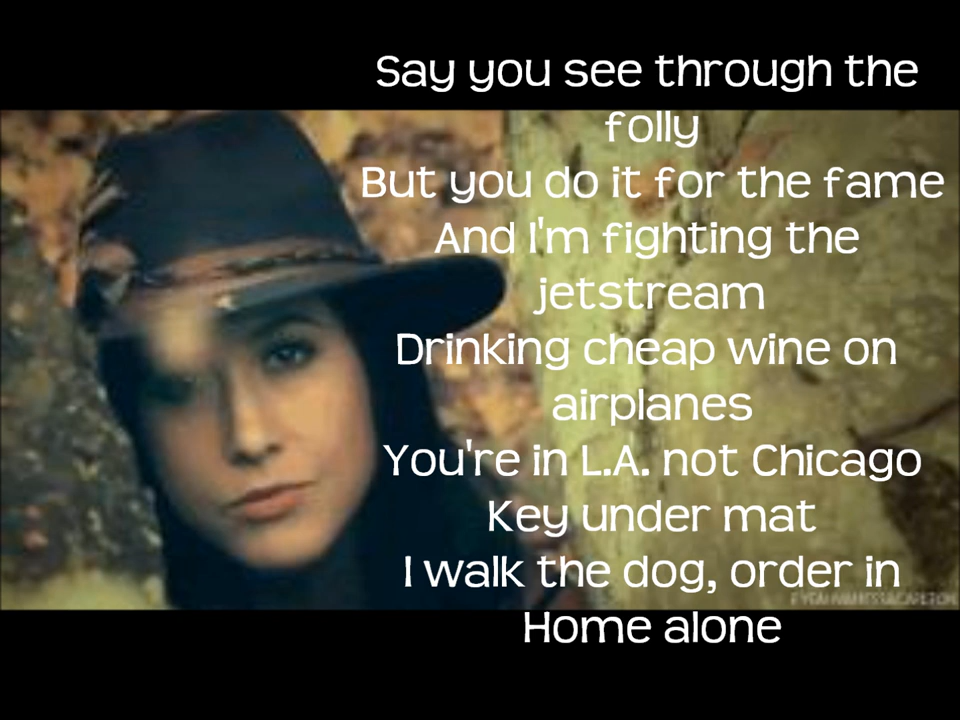 Say you see through the
folly
But you do it for the fame
And I'm fighting the
jetstream
Drinking cheap wine on
airplanes
You're in L.A. not Chicago
Key under mat
I walk the dog, order in
FYEAHVANESSACARLTON
Home alone